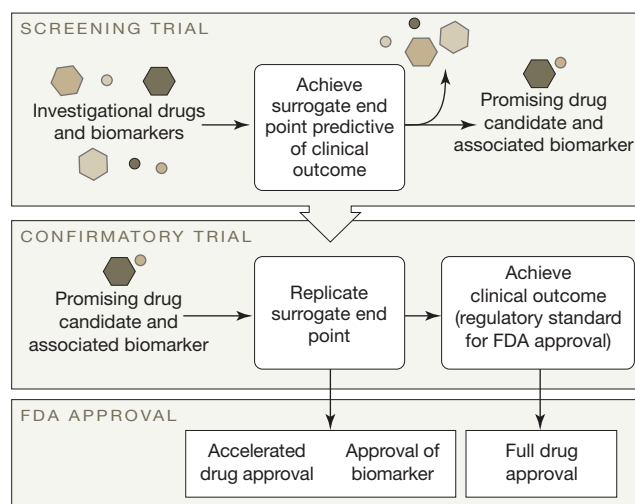 SCREENING TRIAL
Investigational drugs
and biomarkers
Achieve
surrogate end
point predictive
of clinical
outcome
Promising drug
candidate and
associated biomarker
CONFIRMATORY TRIAL
Promising drug
candidate and
associated biomarker
Replicate
surrogate end
point
Achieve
clinical outcome
(regulatory standard
for FDA approval)
FDA APPROVAL
Accelerated
drug approval
Approval of
biomarker
Full drug
approval